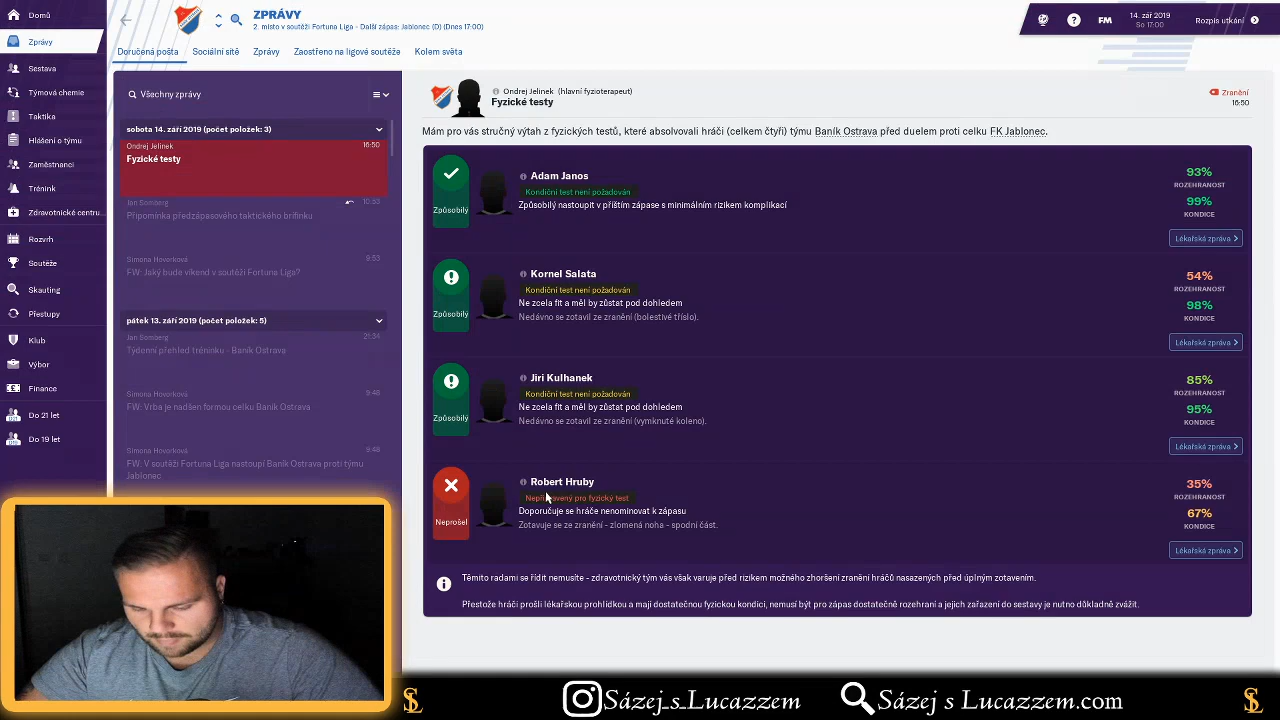 Domů
Zprávy
Sestava
Týmová chemie
Taktika
Hlášení o týmu
Zaměstnanci
Trénink
Zdravotnické centru...
Rozvrh
Soutěže
Skauting
Přestupy
Klub
Výbor
Finance
Do 21 let
Do 19 let
ZPRÁVY
2. místo v soutěži Fortuna Liga - Další zápas: Jablonec (D) (Dnes 17:00)
FM
14. zář 2019
So 17:00
Rozpis utkání
Doručená pošta
Sociální sítě
Zprávy
Zaostřeno na ligové soutěže
Kolem světa
Všechny zprávy
sobota 14. září 2019 (počet položek: 3)
Ondrej Jelinek
16:50
Fyzické testy
Jan Somberg
10:53
Připomínka předzápasového taktického brífinku
Simona Hovorková
9:53
FW: Jaký bude víkend v soutěži Fortuna Liga?
pátek 13. září 2019 (počet položek: 5)
Jan Somberg
21:34
Týdenní přehled tréninku - Baník Ostrava
Simona Hovorková
9:48
FW: Vrba je nadšen formou celku Baník Ostrava
Simona Hovorková
9:48
FW: V soutěži Fortuna Liga nastoupí Baník Ostrava proti týmu
Jablonec
Ondrej Jelinek (hlavní fyzioterapeut)
Fyzické testy
Zranění
16:50
Mám pro vás stručný výtah z fyzických testů, které absolvovali hráči (celkem čtyři) týmu Baník Ostrava před duelem proti celku FK Jablonec.
Způsobilý
Adam Janos
Kondiční test není požadován
Způsobilý nastoupit v příštím zápase s minimálním rizikem komplikací
93%
ROZEHRANOST
99%
KONDICE
Lékařská zpráva
Způsobilý
Kornel Salata
Kondiční test není požadován
Ne zcela fit a měl by zůstat pod dohledem
Nedávno se zotavil ze zranění (bolestivé tříslo).
54%
ROZEHRANOST
98%
KONDICE
Lékařská zpráva
Způsobilý
Jiri Kulhanek
Kondiční test není požadován
Ne zcela fit a měl by zůstat pod dohledem
Nedávno se zotavil ze zranění (vymknuté koleno).
85%
ROZEHRANOST
95%
KONDICE
Lékařská zpráva
Neprošel
Robert Hruby
Nepřipravený pro fyzický test
Doporučuje se hráče nenominovat k zápasu
Zotavuje se ze zranění - zlomená noha - spodní část.
35%
ROZEHRANOST
67%
KONDICE
Lékařská zpráva
Těmito radami se řídit nemusíte - zdravotnický tým vás však varuje před rizikem možného zhoršení zranění hráčů nasazených před úplným zotavením.
Přestože hráči prošli lékařskou prohlídkou a mají dostatečnou fyzickou kondici, nemusí být pro zápas dostatečně rozehraní a jejich zařazení do sestavy je nutno důkladně zvážit.
Sázej_s_Lucazzem
Sázej s Lucazzem.com